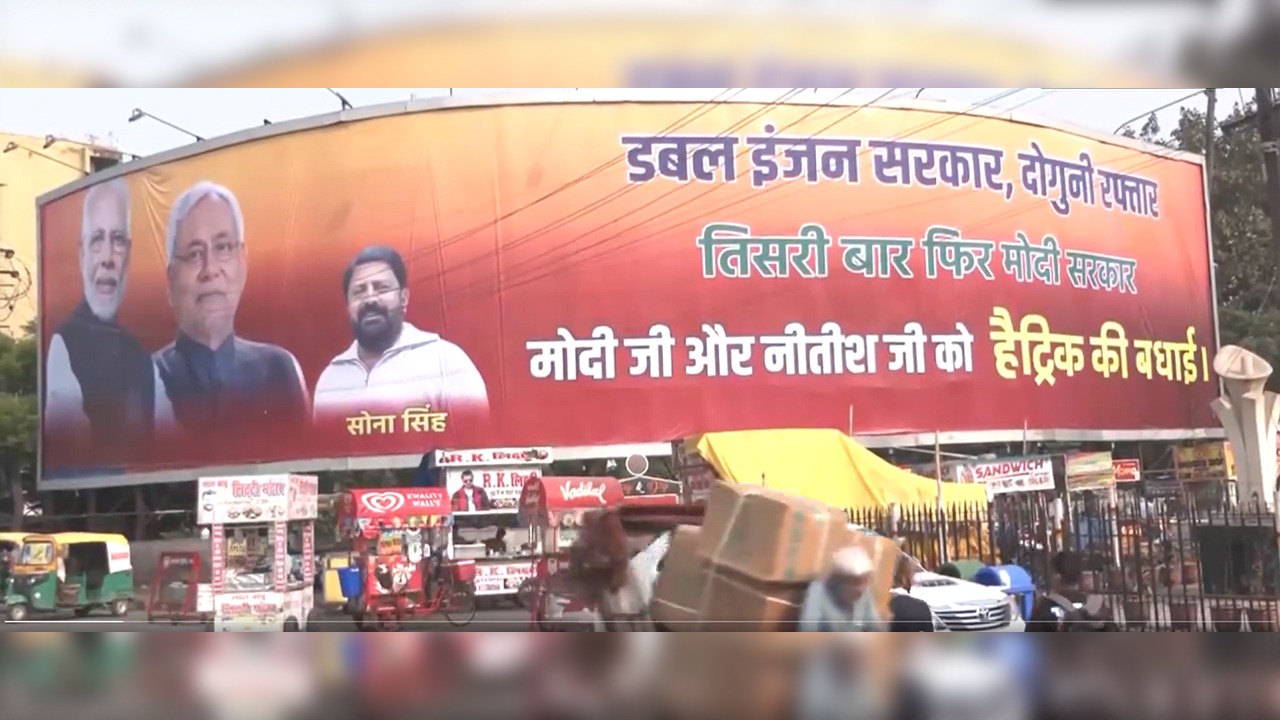 डबल इंजन सरकार, दोगुनी रफ्तार
तिसरी बार फिर मोदी सरकार
मोदी जी और नीतीश जी को हैट्रिक की बधाई।
सोना सिंह
R.K. लिट्टी
R.K. लिट्टी
KWALITY WALL'S
Vadilal
SANDWICH
R.K. लिट्टी